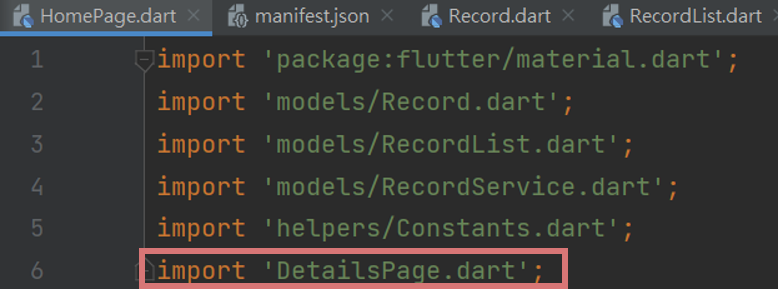 HomePage.dart manifest.json Record.dart RecordList.dart
1 import 'package:flutter/material.dart';
2 import 'models/Record.dart';
3 import 'models/RecordList.dart';
4 import 'models/RecordService.dart';
5 import 'helpers/Constants.dart';
6 import 'DetailsPage.dart';